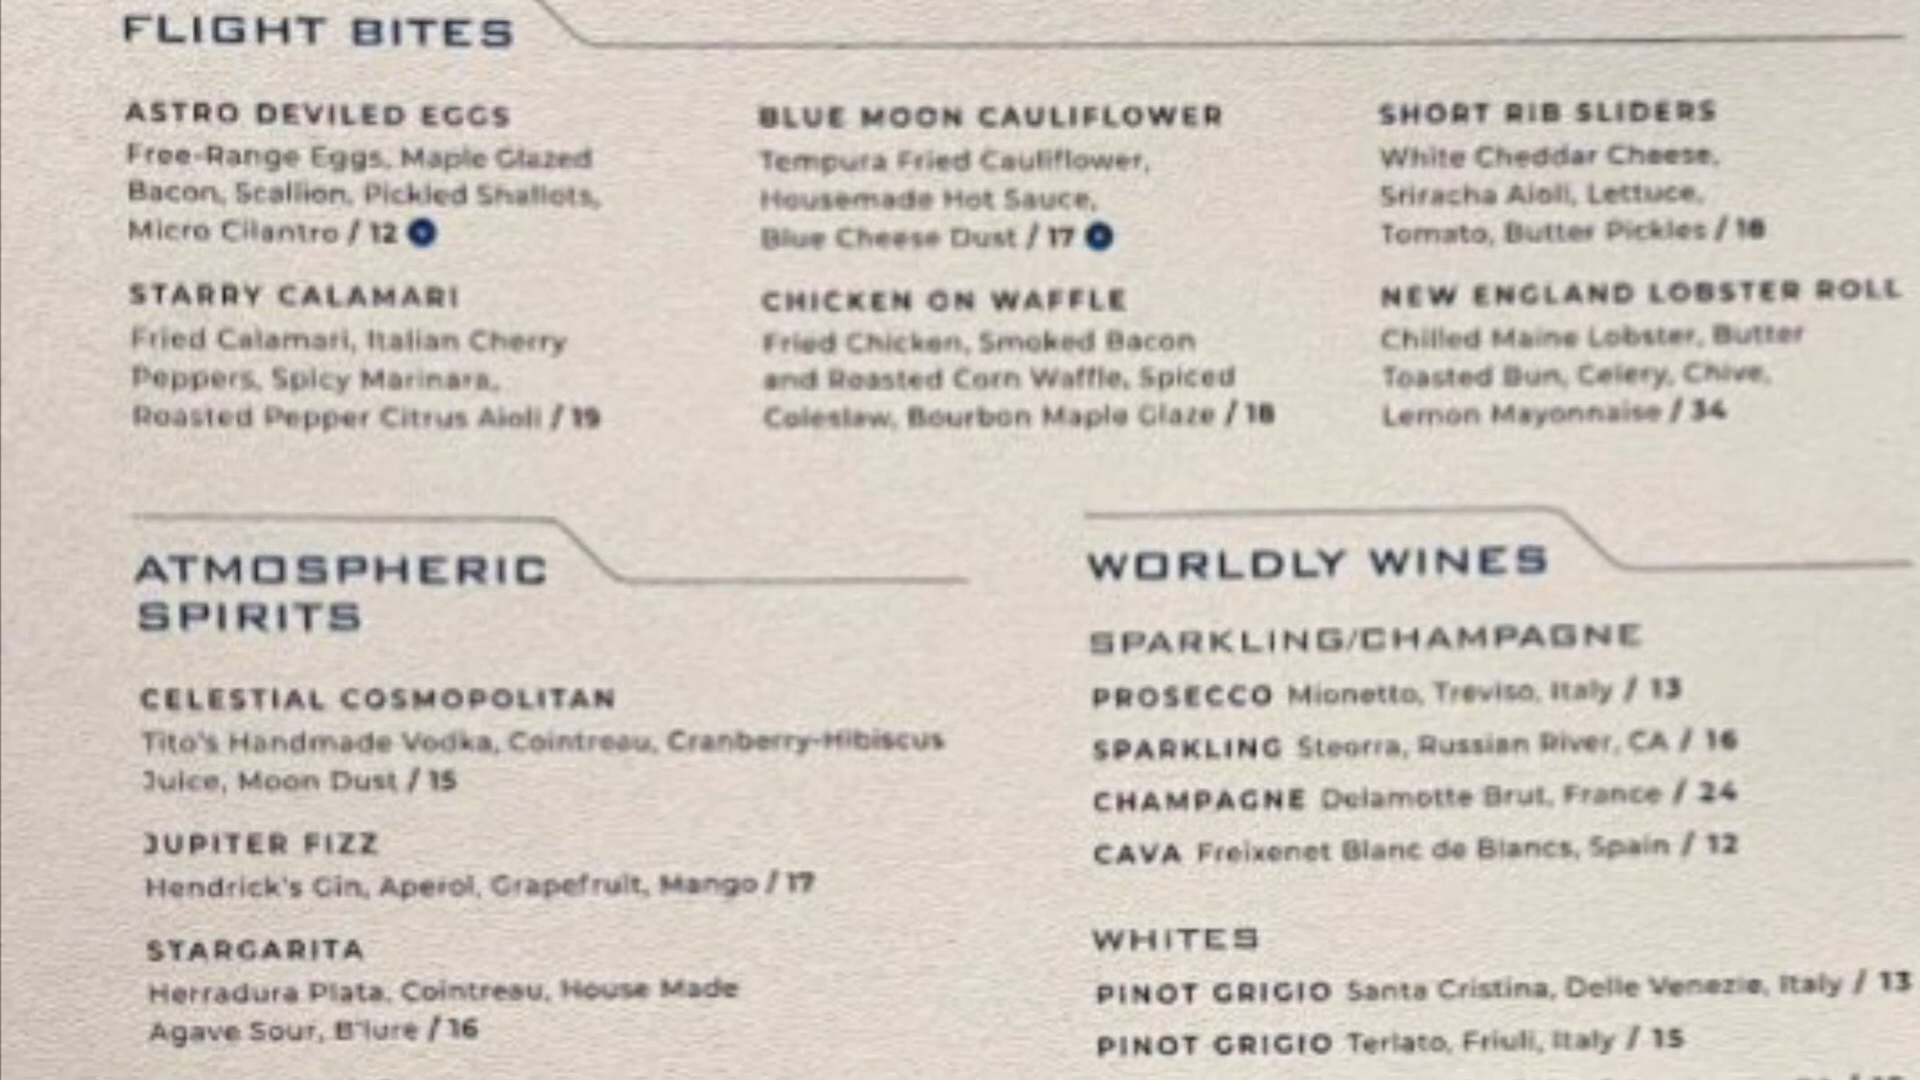 FLIGHT BITES
ASTRO DEVILED EGGS
Free-Range Eggs, Maple Glazed
Bacon, Scallion, Pickled Shallots,
Micro Cilantro / 12
STARRY CALAMARI
Fried Calamari, Italian Cherry
Peppers, Spicy Marinara,
Roasted Pepper Citrus Aioli / 19
BLUE MOON CAULIFLOWER
Tempura Fried Cauliflower,
Housemade Hot Sauce,
Blue Cheese Dust / 17
CHICKEN ON WAFFLE
Fried Chicken, Smoked Bacon
and Roasted Corn Waffle, Spiced
Coleslaw, Bourbon Maple Glaze / 18
SHORT RIB SLIDERS
White Cheddar Cheese,
Sriracha Aioli, Lettuce,
Tomato, Butter Pickles / 18
NEW ENGLAND LOBSTER ROLL
Chilled Maine Lobster, Butter
Toasted Bun, Celery, Chive,
Lemon Mayonnaise / 34
ATMOSPHERIC
SPIRITS
CELESTIAL COSMOPOLITAN
Tito's Handmade Vodka, Cointreau, Cranberry-Hibiscus
Juice, Moon Dust / 15
JUPITER FIZZ
Hendrick's Gin, Aperol, Grapefruit, Mango / 17
STARGARITA
Herradura Plata, Cointreau, House Made
Agave Sour, B'lure / 16
WORLDLY WINES
SPARKLING/CHAMPAGNE
PROSECCO Mionetto, Treviso, Italy / 13
SPARKLING Steorra, Russian River, CA / 16
CHAMPAGNE Delamotte Brut, France / 24
CAVA Freixenet Blanc de Blancs, Spain / 12
WHITES
PINOT GRIGIO Santa Cristina, Delle Venezie, Italy / 13
PINOT GRIGIO Terlato, Friuli, Italy / 15